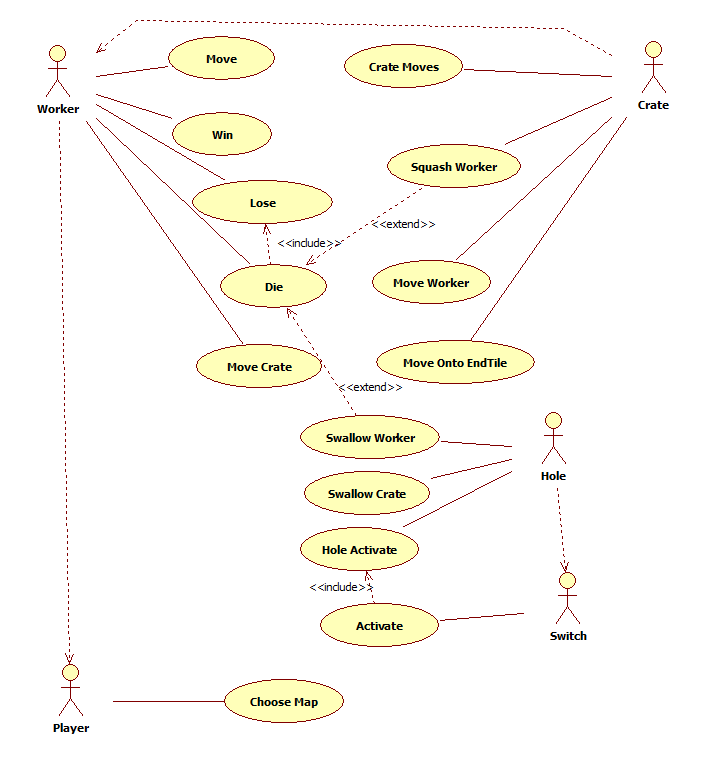 Move
Crate Moves
Worker
Crate
Win
Squash Worker
Lose
<<extend>>
<<include>>
Die
Move Worker
Move Crate
Move Onto EndTile
<<extend>>
Swallow Worker
Hole
Swallow Crate
Hole Activate
<<include>>
Activate
Switch
Choose Map
Player